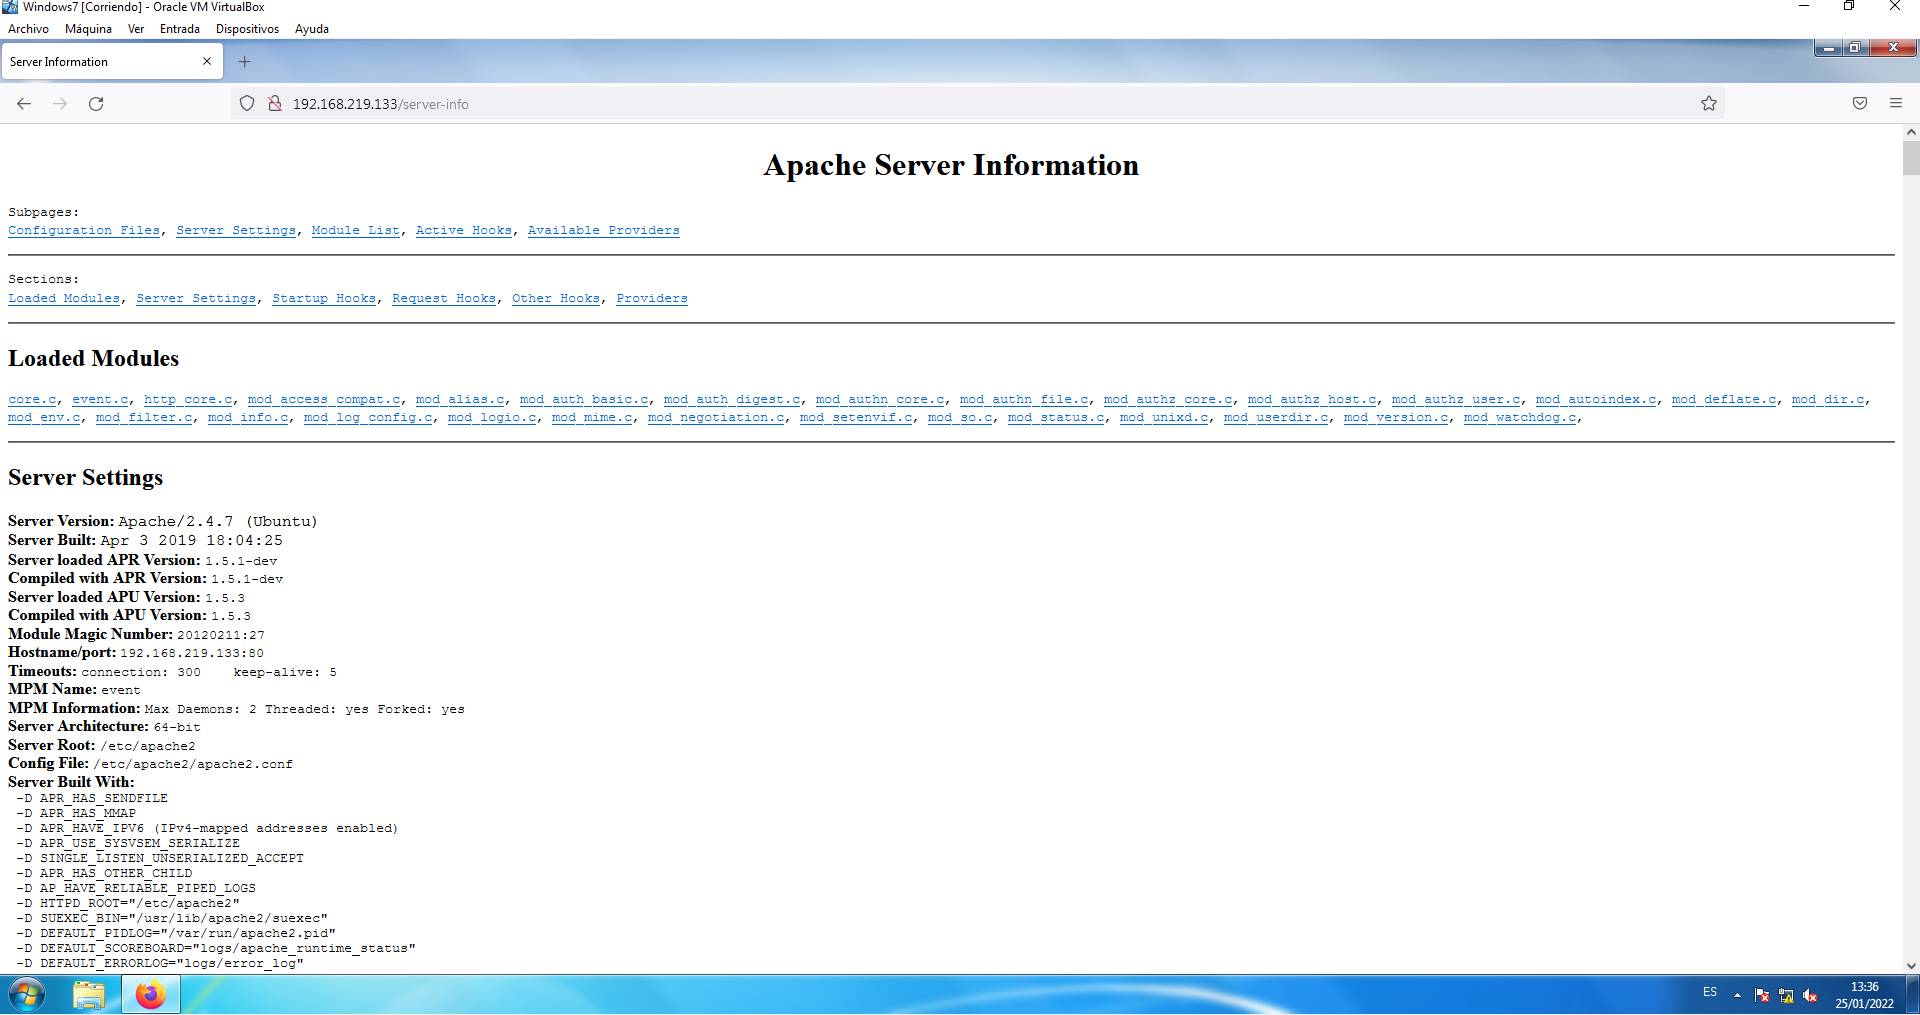 Windows7 [Corriendo] - Oracle VM VirtualBox
Archivo Máquina Ver Entrada Dispositivos Ayuda
Server Information
192.168.219.133/server-info
Apache Server Information
Subpages:
Configuration Files, Server Settings, Module List, Active Hooks, Available Providers
Sections:
Loaded Modules, Server Settings, Startup Hooks, Request Hooks, Other Hooks, Providers
Loaded Modules
core.c, event.c, http_core.c, mod_access_compat.c, mod_alias.c, mod_auth_basic.c, mod_auth_digest.c, mod_authn_core.c, mod_authn_file.c, mod_authz_core.c, mod_authz_host.c, mod_authz_user.c, mod_autoindex.c, mod_deflate.c, mod_dir.c,
mod_env.c, mod_filter.c, mod_info.c, mod_log_config.c, mod_logio.c, mod_mime.c, mod_negotiation.c, mod_setenvif.c, mod_so.c, mod_status.c, mod_unixd.c, mod_userdir.c, mod_version.c, mod_watchdog.c,
Server Settings
Server Version: Apache/2.4.7 (Ubuntu)
Server Built: Apr 3 2019 18:04:25
Server loaded APR Version: 1.5.1-dev
Compiled with APR Version: 1.5.1-dev
Server loaded APU Version: 1.5.3
Compiled with APU Version: 1.5.3
Module Magic Number: 20120211:27
Hostname/port: 192.168.219.133:80
Timeouts: connection: 300 keep-alive: 5
MPM Name: event
MPM Information: Max Daemons: 2 Threaded: yes Forked: yes
Server Architecture: 64-bit
Server Root: /etc/apache2
Config File: /etc/apache2/apache2.conf
Server Built With:
-D APR_HAS_SENDFILE
-D APR_HAS_MMAP
-D APR_HAVE_IPV6 (IPv4-mapped addresses enabled)
-D APR_USE_SYSVSEM_SERIALIZE
-D SINGLE_LISTEN_UNSERIALIZED_ACCEPT
-D APR_HAS_OTHER_CHILD
-D AP_HAVE_RELIABLE_PIPED_LOGS
-D HTTPD_ROOT="/etc/apache2"
-D SUEXEC_BIN="/usr/lib/apache2/suexec"
-D DEFAULT_PIDLOG="/var/run/apache2.pid"
-D DEFAULT_SCOREBOARD="logs/apache_runtime_status"
-D DEFAULT_ERRORLOG="logs/error_log"
ES
13:36
25/01/2022